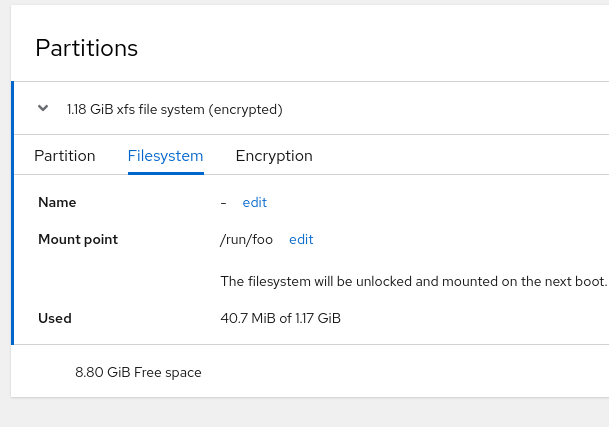 Partitions
1.18 GiB xfs file system (encrypted)
Partition Filesystem Encryption
Name - edit
Mount point /run/foo edit
The filesystem will be unlocked and mounted on the next boot.
Used 40.7 MiB of 1.17 GiB
8.80 GiB Free space